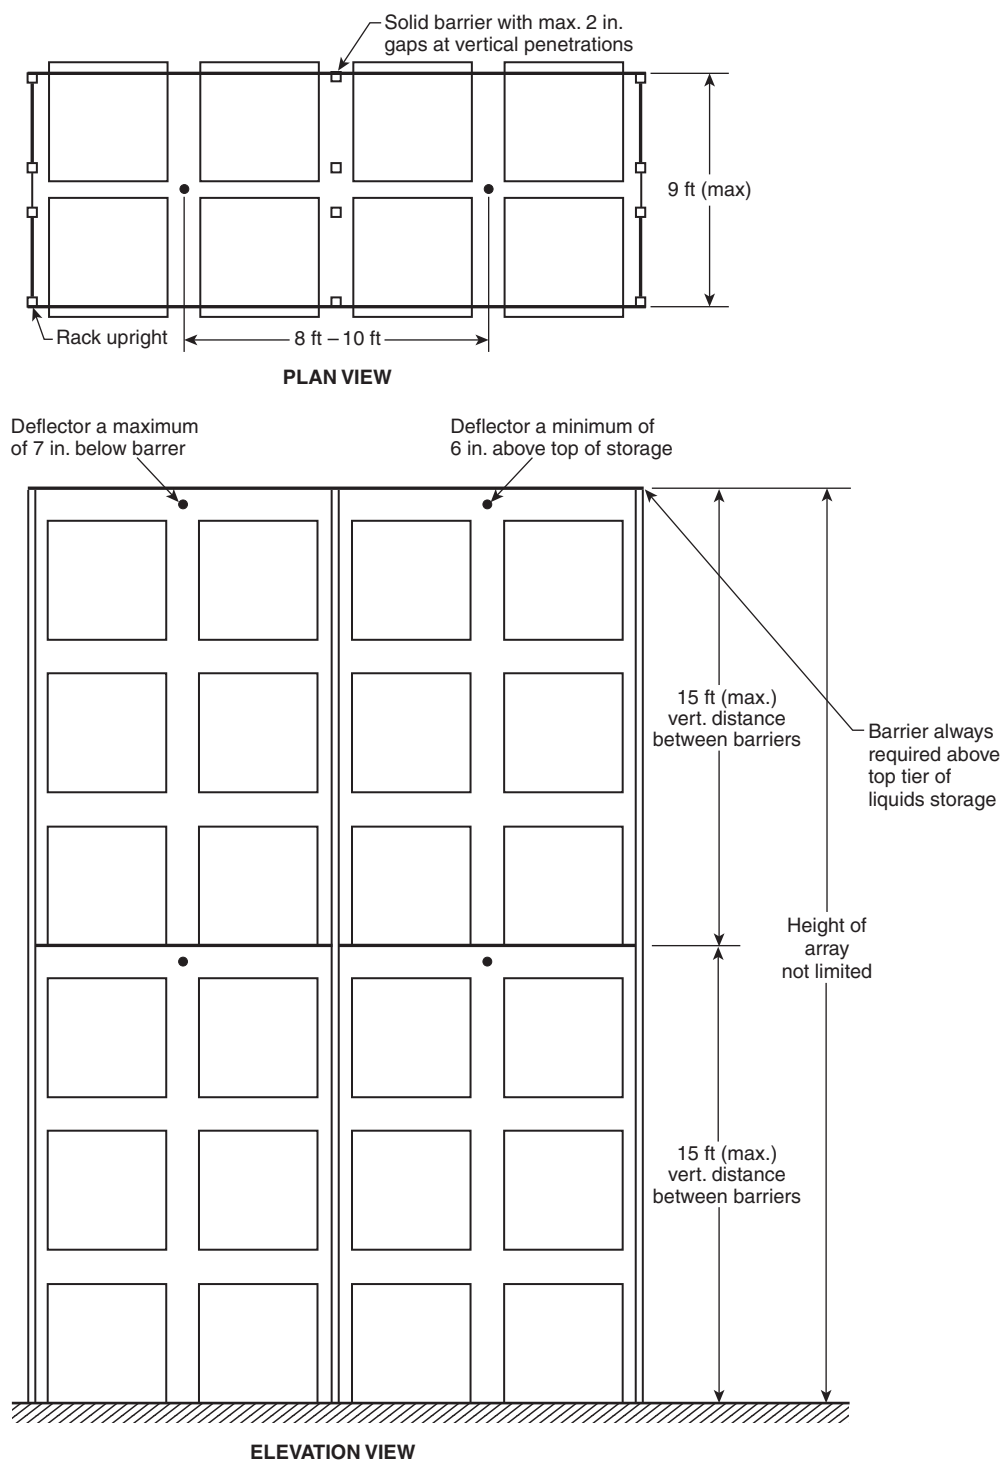 Solid barrier with max. 2 in.
gaps at vertical penetrations
9 ft (max)
Rack upright
8 ft – 10 ft
PLAN VIEW
Deflector a maximum
of 7 in. below barrer
Deflector a minimum of
6 in. above top of storage
15 ft (max.)
vert. distance
between barriers
Barrier always
required above
top tier of
liquids storage
Height of
array
not limited
15 ft (max.)
vert. distance
between barriers
ELEVATION VIEW